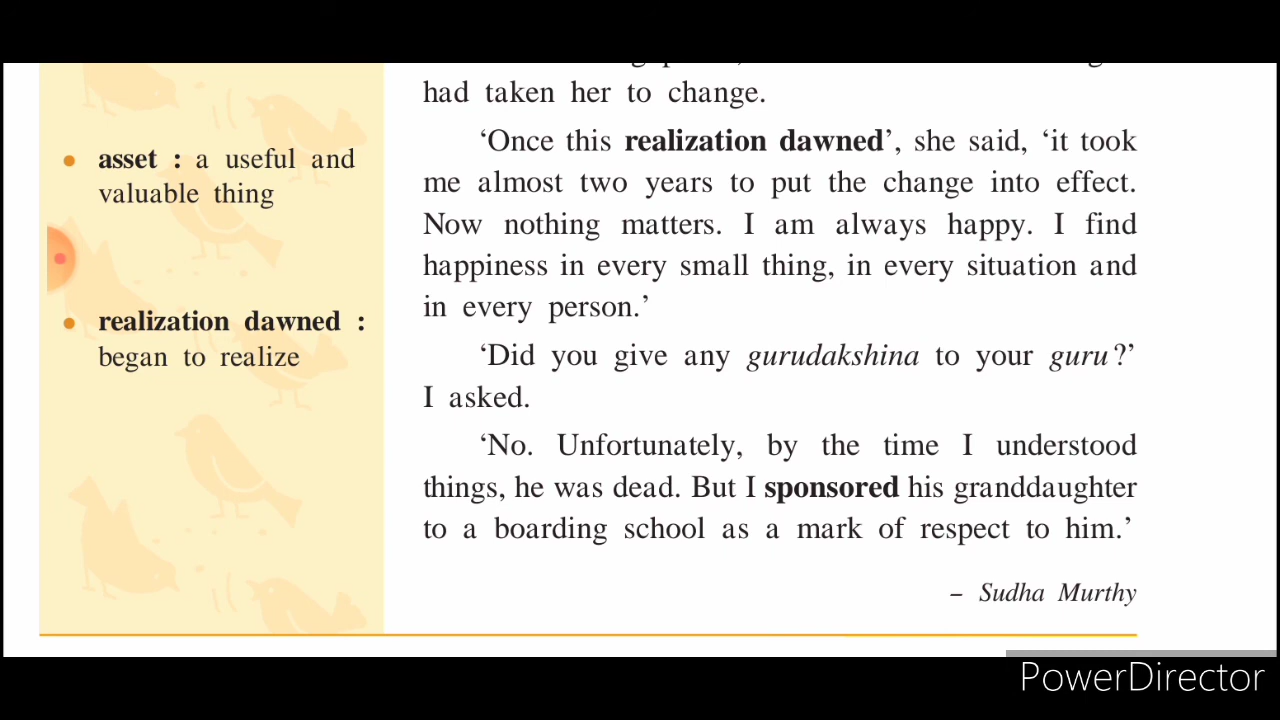 had taken her to change.
‘Once this realization dawned’, she said, ‘it took
me almost two years to put the change into effect.
Now nothing matters. I am always happy. I find
happiness in every small thing, in every situation and
in every person.’
‘Did you give any gurudakshina to your guru?’
I asked.
‘No. Unfortunately, by the time I understood
things, he was dead. But I sponsored his granddaughter
to a boarding school as a mark of respect to him.’
– Sudha Murthy
• asset : a useful and
valuable thing
• realization dawned :
began to realize
PowerDirector